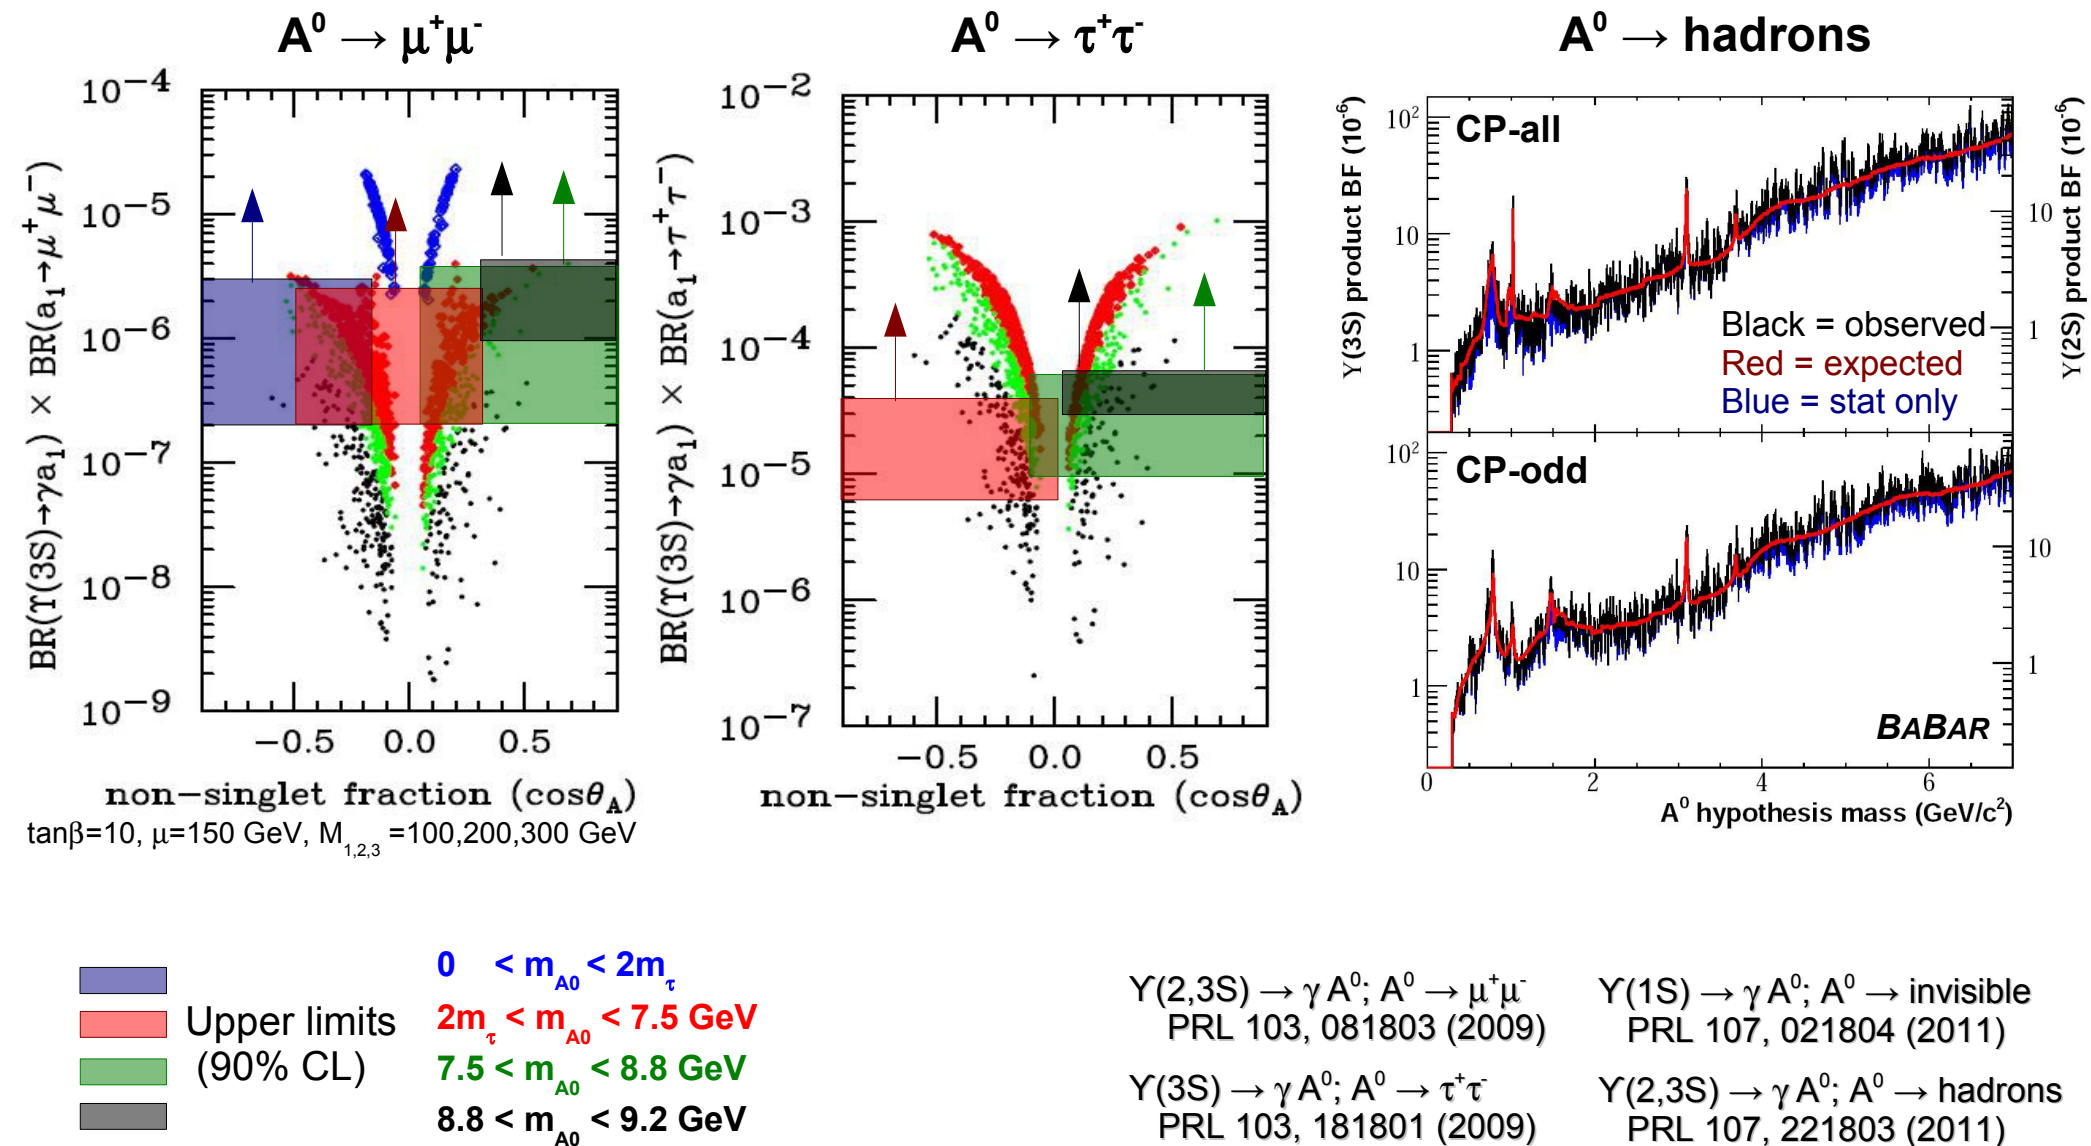 A⁰ → μ⁺μ⁻
A⁰ → τ⁺τ⁻
A⁰ → hadrons
BR(Υ(3S)→γa₁) × BR(a₁→μ⁺μ⁻)
10⁻⁴
10⁻⁵
10⁻⁶
10⁻⁷
10⁻⁸
10⁻⁹
−0.5 0.0 0.5
non−singlet fraction (cosθ_A)
tanβ=10, μ=150 GeV, M₁,₂,₃ =100,200,300 GeV
BR(Υ(3S)→γa₁) × BR(a₁→τ⁺τ⁻)
10⁻²
10⁻³
10⁻⁴
10⁻⁵
10⁻⁶
10⁻⁷
−0.5 0.0 0.5
non−singlet fraction (cosθ_A)
Υ(3S) product BF (10⁻⁶)
Υ(2S) product BF (10⁻⁶)
10²
10
1
CP-all
10
1
Black = observed
Red = expected
Blue = stat only
10²
10
1
CP-odd
10
1
BABAR
0 2 4 6
A⁰ hypothesis mass (GeV/c²)
Upper limits
(90% CL)
0 < m_A0 < 2m_τ
2m_τ < m_A0 < 7.5 GeV
7.5 < m_A0 < 8.8 GeV
8.8 < m_A0 < 9.2 GeV
Υ(2,3S) → γ A⁰; A⁰ → μ⁺μ⁻
PRL 103, 081803 (2009)
Υ(3S) → γ A⁰; A⁰ → τ⁺τ⁻
PRL 103, 181801 (2009)
Υ(1S) → γ A⁰; A⁰ → invisible
PRL 107, 021804 (2011)
Υ(2,3S) → γ A⁰; A⁰ → hadrons
PRL 107, 221803 (2011)